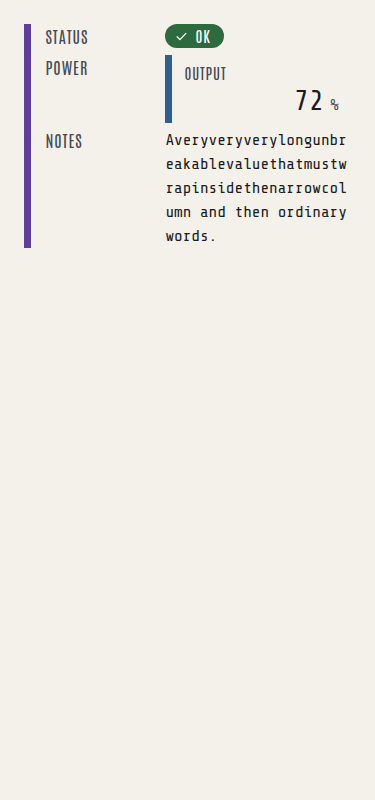 STATUS OK
POWER
OUTPUT
72 %
NOTES Averyveryverylongunbr
eakablevaluethatmustw
rapinsidethenarrowcol
umn and then ordinary
words.